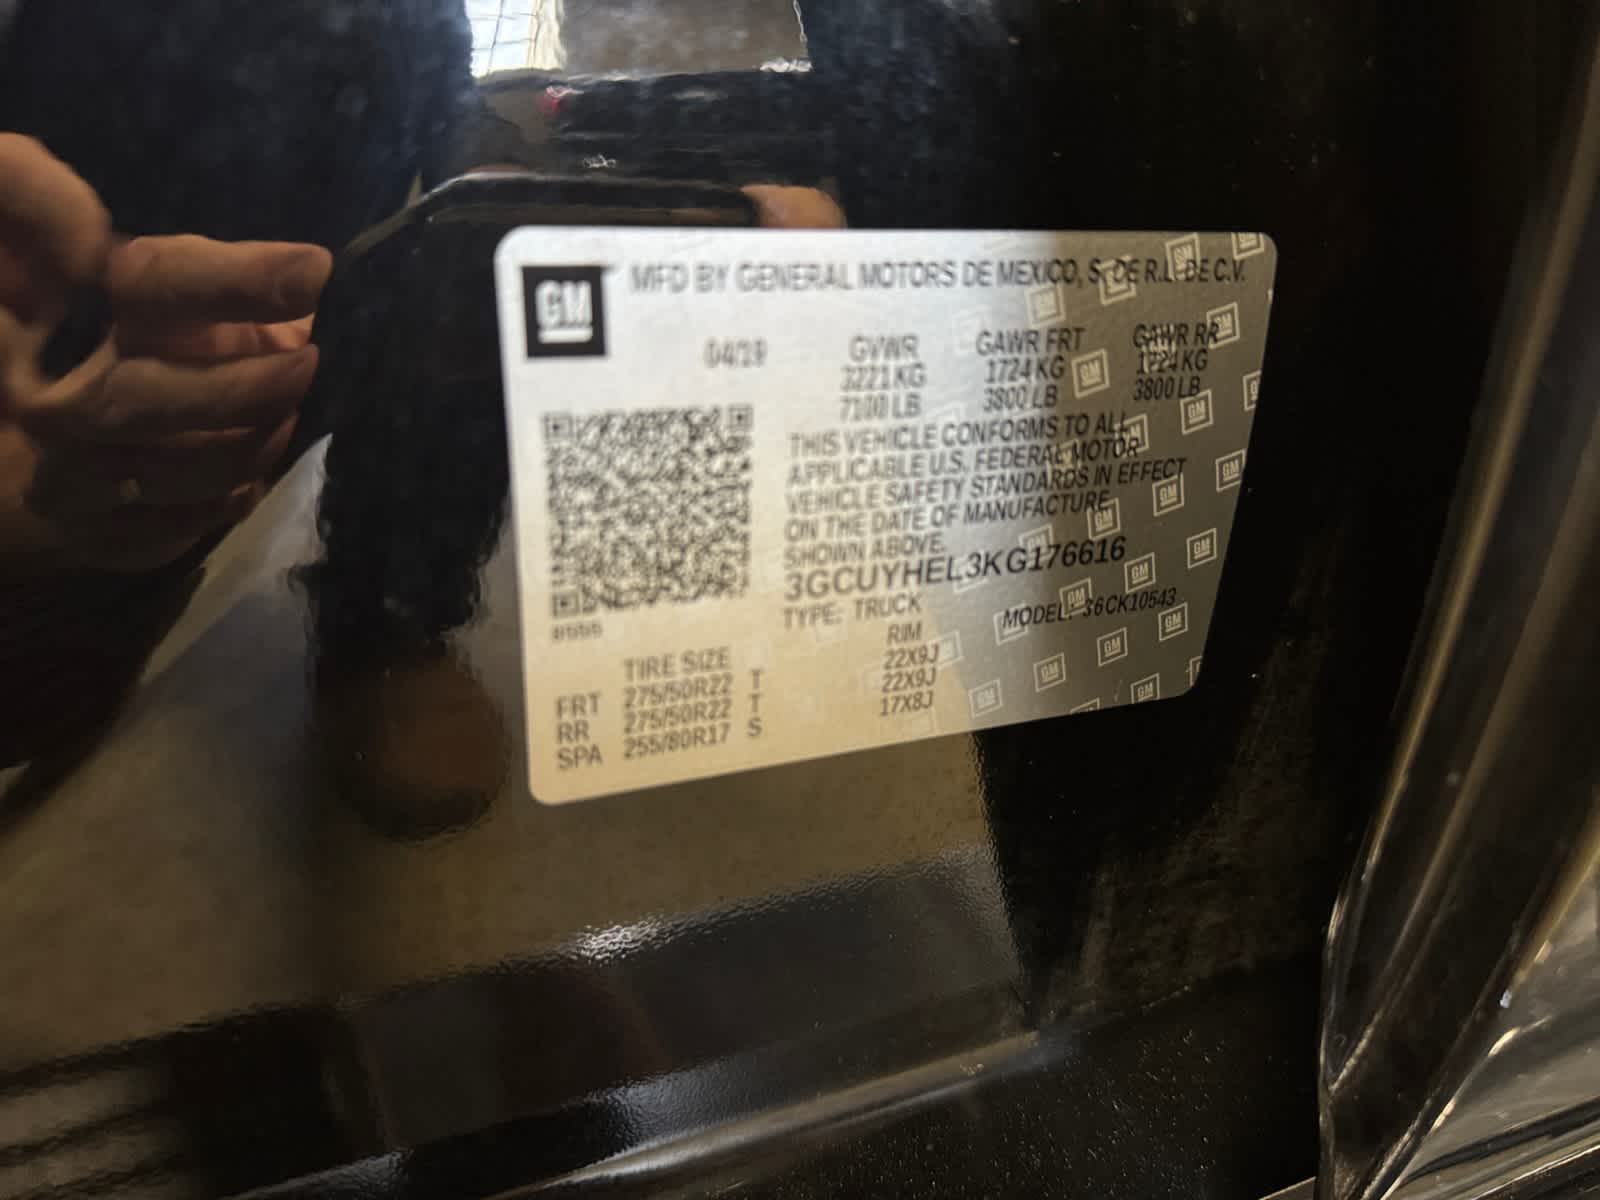 GM
MFD BY GENERAL MOTORS DE MEXICO, S. DE R.L. DE C.V.
04/19 GVWR GAWR FRT GAWR RR
3221 KG 1724 KG 1724 KG
7100 LB 3800 LB 3800 LB
THIS VEHICLE CONFORMS TO ALL
APPLICABLE U.S. FEDERAL MOTOR
VEHICLE SAFETY STANDARDS IN EFFECT
ON THE DATE OF MANUFACTURE
SHOWN ABOVE.
3GCUYHEL3KG176616
TYPE: TRUCK MODEL: 36CK10543
TIRE SIZE RIM
FRT 275/50R22 T 22X9J
RR 275/50R22 T 22X9J
SPA 255/80R17 S 17X8J